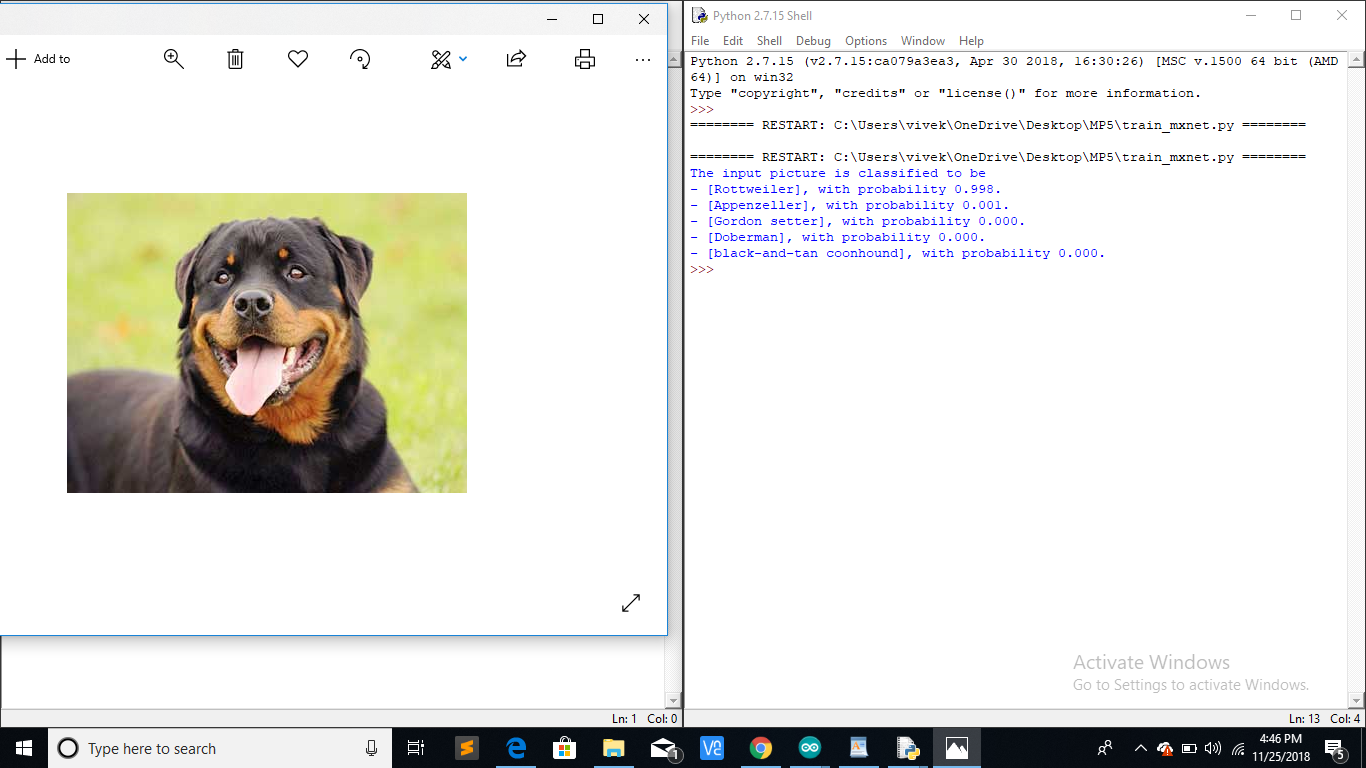 Add to
Ln: 1 Col: 0
Python 2.7.15 Shell
File Edit Shell Debug Options Window Help
Python 2.7.15 (v2.7.15:ca079a3ea3, Apr 30 2018, 16:30:26) [MSC v.1500 64 bit (AMD
64)] on win32
Type "copyright", "credits" or "license()" for more information.
>>>
======== RESTART: C:\Users\vivek\OneDrive\Desktop\MP5\train_mxnet.py ========
======== RESTART: C:\Users\vivek\OneDrive\Desktop\MP5\train_mxnet.py ========
The input picture is classified to be
- [Rottweiler], with probability 0.998.
- [Appenzeller], with probability 0.001.
- [Gordon setter], with probability 0.000.
- [Doberman], with probability 0.000.
- [black-and-tan coonhound], with probability 0.000.
>>>
Activate Windows
Go to Settings to activate Windows.
Ln: 13 Col: 4
Type here to search
1
4:46 PM
11/25/2018
5